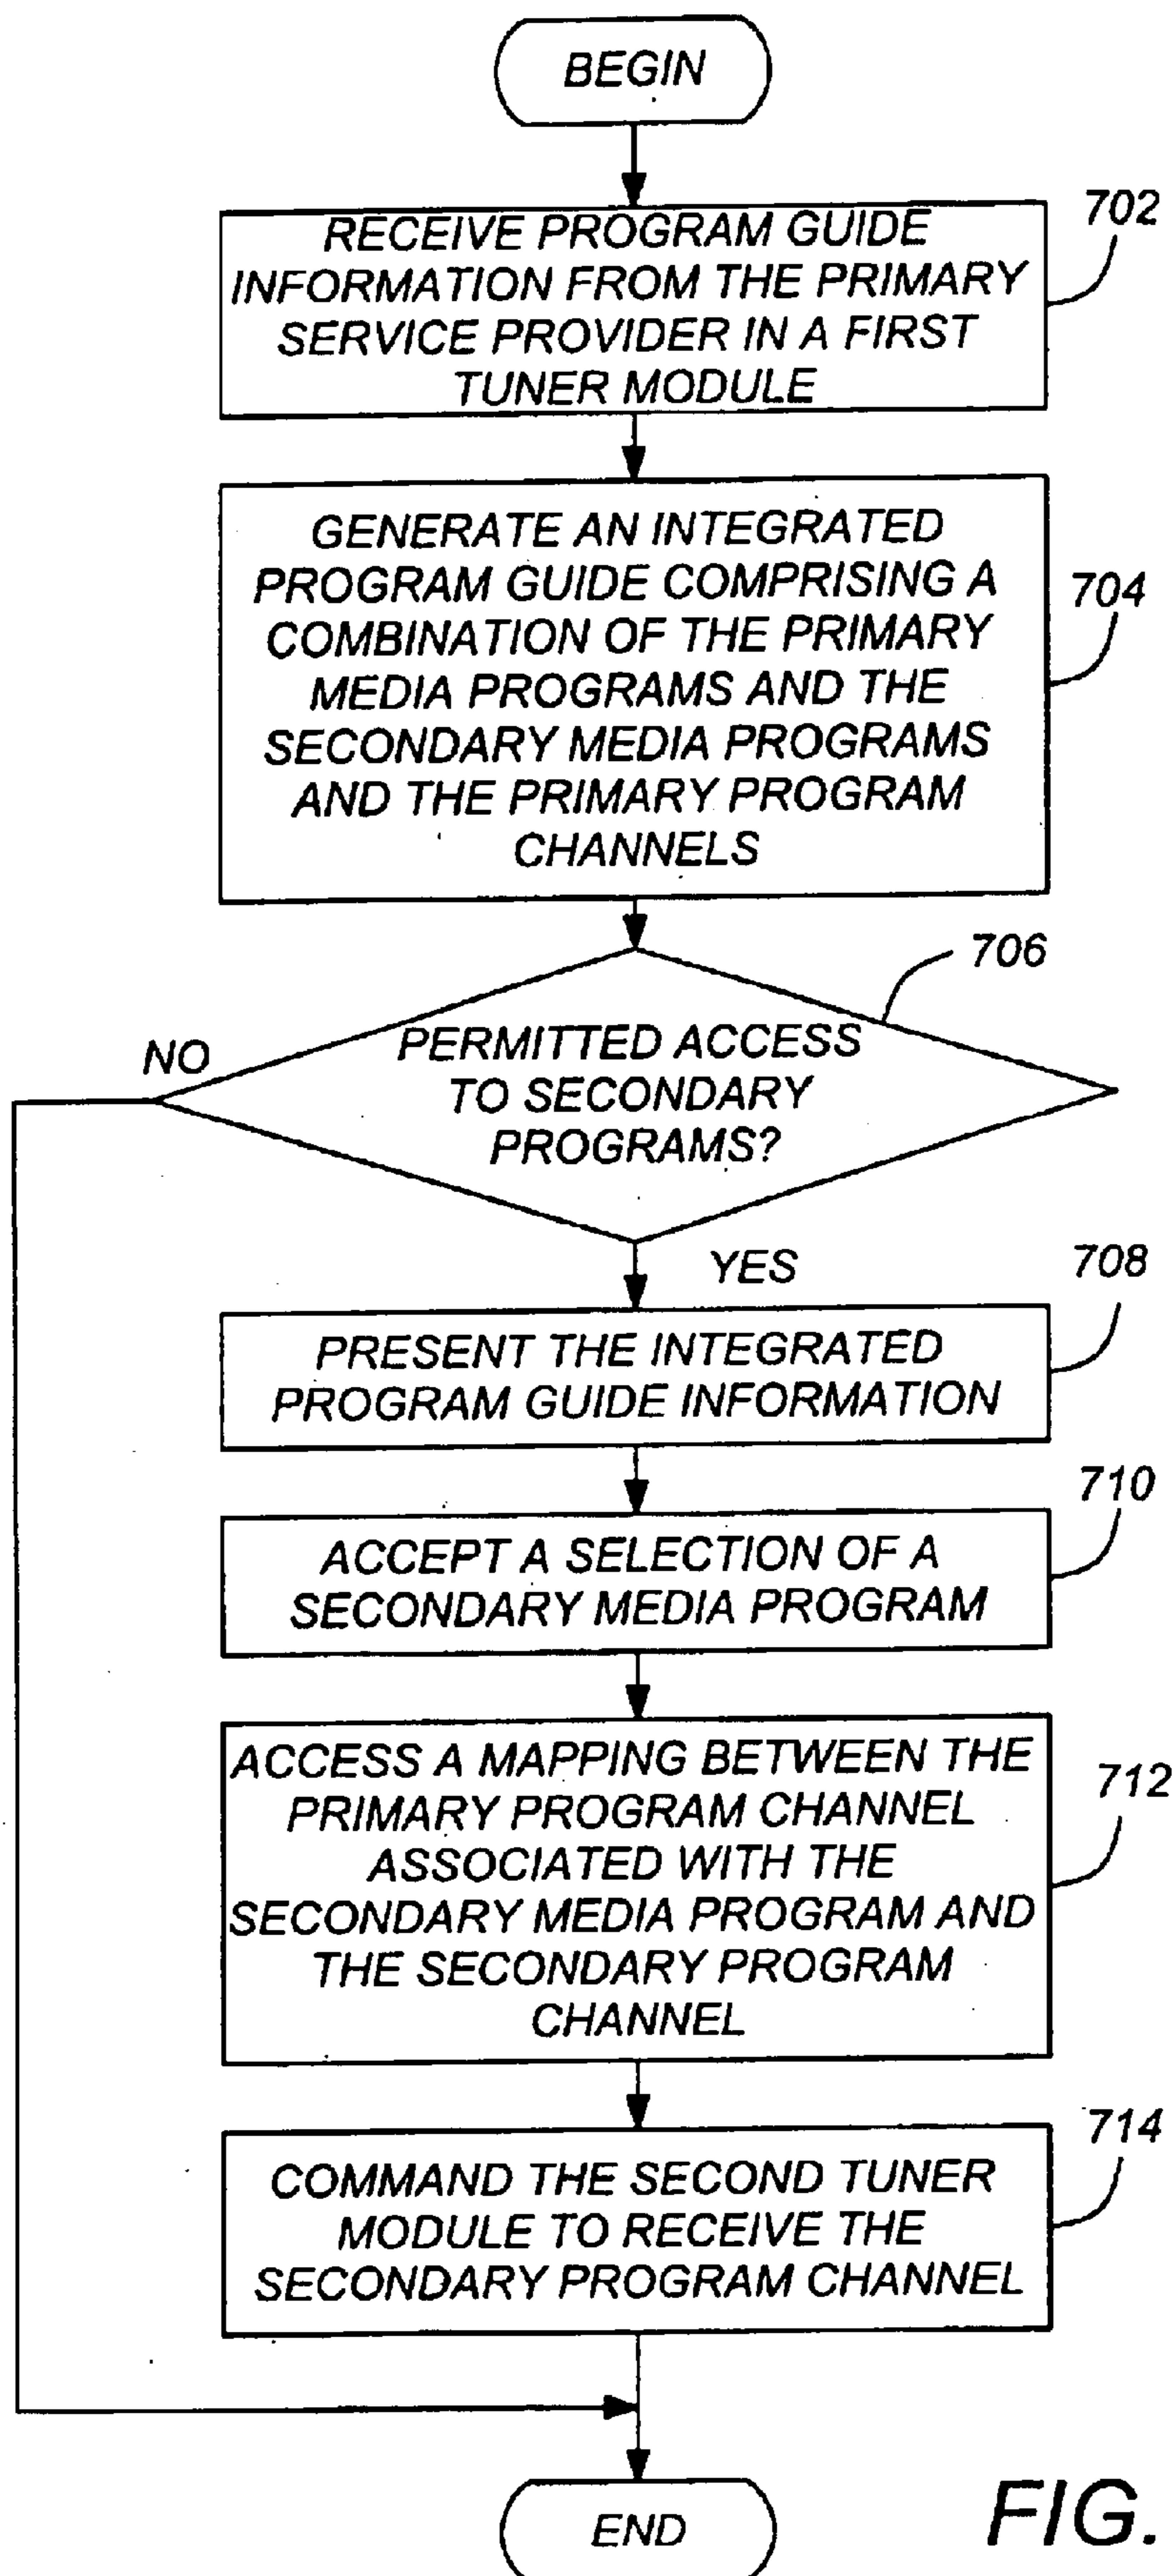 BEGIN
702
RECEIVE PROGRAM GUIDE
INFORMATION FROM THE PRIMARY
SERVICE PROVIDER IN A FIRST
TUNER MODULE
704
GENERATE AN INTEGRATED
PROGRAM GUIDE COMPRISING A
COMBINATION OF THE PRIMARY
MEDIA PROGRAMS AND THE
SECONDARY MEDIA PROGRAMS
AND THE PRIMARY PROGRAM
CHANNELS
706
NO
PERMITTED ACCESS
TO SECONDARY
PROGRAMS?
YES
708
PRESENT THE INTEGRATED
PROGRAM GUIDE INFORMATION
710
ACCEPT A SELECTION OF A
SECONDARY MEDIA PROGRAM
712
ACCESS A MAPPING BETWEEN THE
PRIMARY PROGRAM CHANNEL
ASSOCIATED WITH THE
SECONDARY MEDIA PROGRAM AND
THE SECONDARY PROGRAM
CHANNEL
714
COMMAND THE SECOND TUNER
MODULE TO RECEIVE THE
SECONDARY PROGRAM CHANNEL
END
FIG.